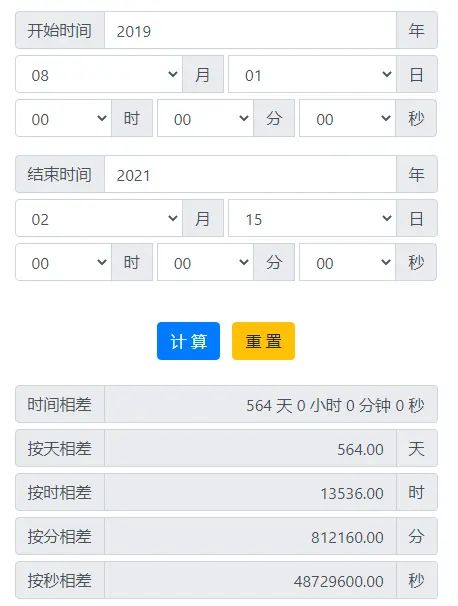 开始时间 2019 年
08 月 01 日
00 时 00 分 00 秒
结束时间 2021 年
02 月 15 日
00 时 00 分 00 秒
计算 重置
时间相差 564 天 0 小时 0 分钟 0 秒
按天相差 564.00 天
按时相差 13536.00 时
按分相差 812160.00 分
按秒相差 48729600.00 秒